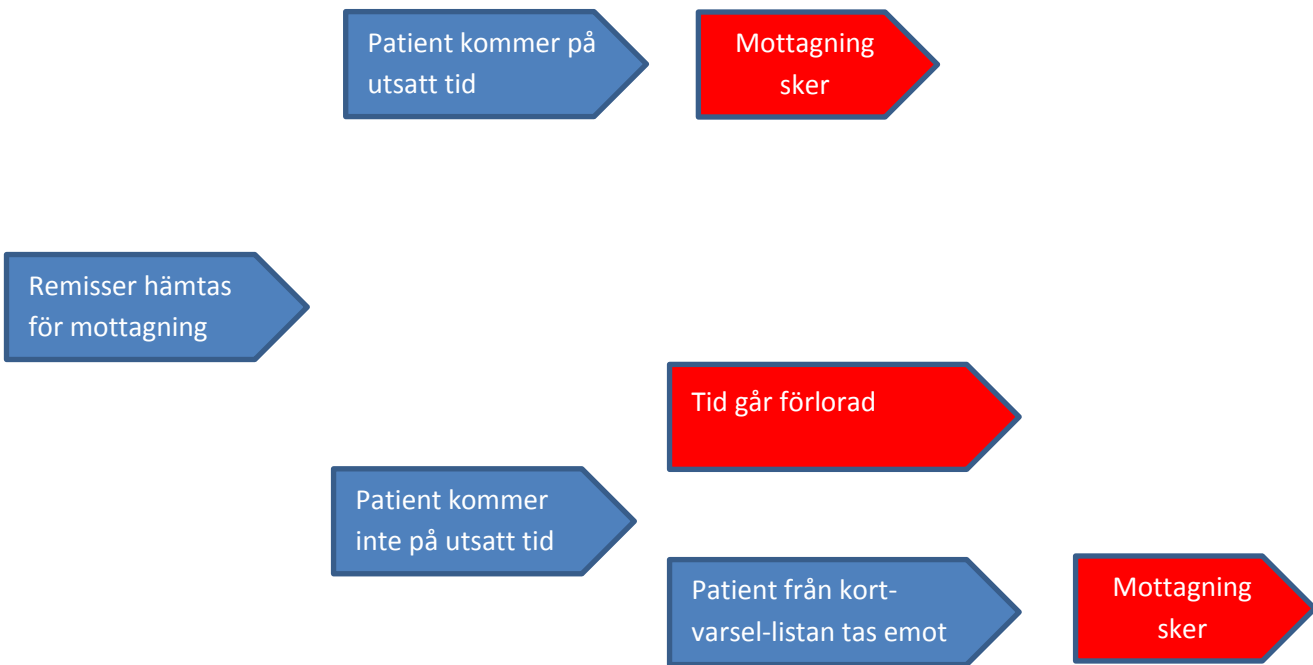 Patient kommer på
utsatt tid
Mottagning
sker
Remisser hämtas
för mottagning
Tid går förlorad
Patient kommer
inte på utsatt tid
Patient från kort-
varsel-listan tas emot
Mottagning
sker